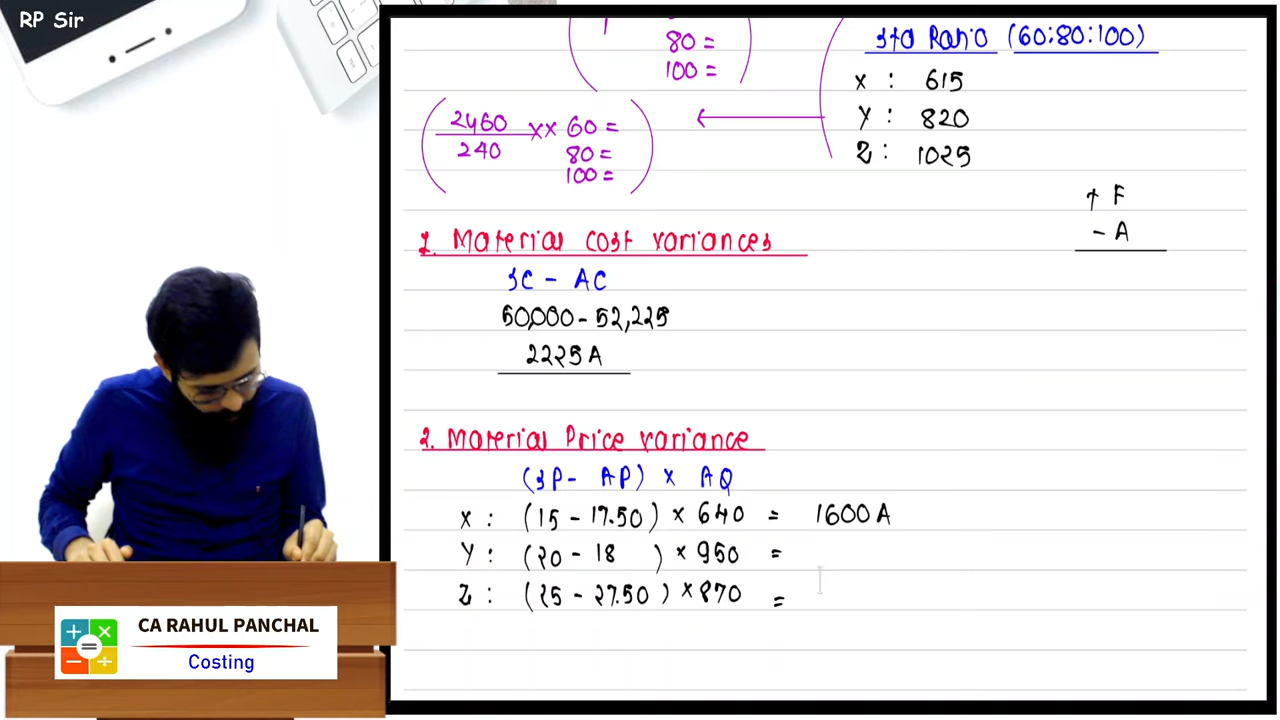 RP Sir
80 =
100 =
Std Ratio (60:80:100)
X : 615
Y : 820
Z : 1025
2460 / 240 xx 60 =
80 =
100 =
+ F
- A
1. Material Cost variances
SC - AC
50,000 - 52,225
2225 A
2. Material Price variance
(SP - AP) x AQ
X : (15 - 17.50) x 640 = 1600 A
Y : (20 - 18 ) x 950 =
Z : (25 - 27.50) x 870 =
CA RAHUL PANCHAL
Costing